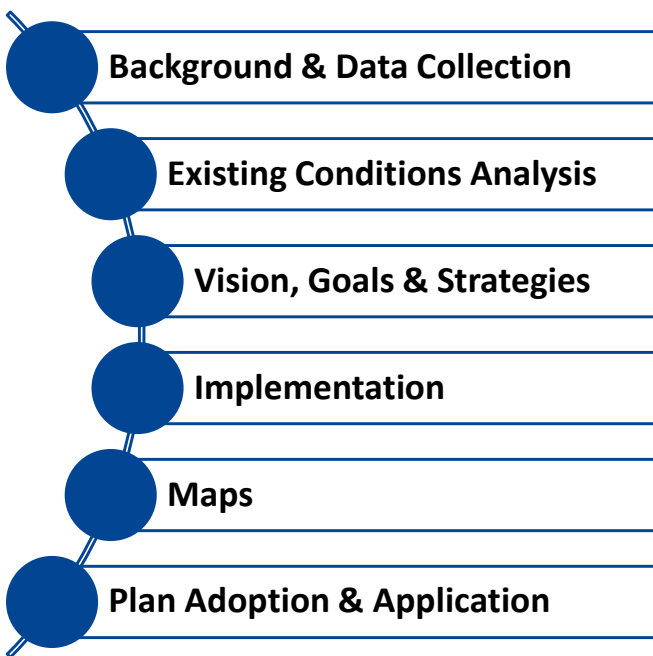 Background & Data Collection
Existing Conditions Analysis
Vision, Goals & Strategies
Implementation
Maps
Plan Adoption & Application